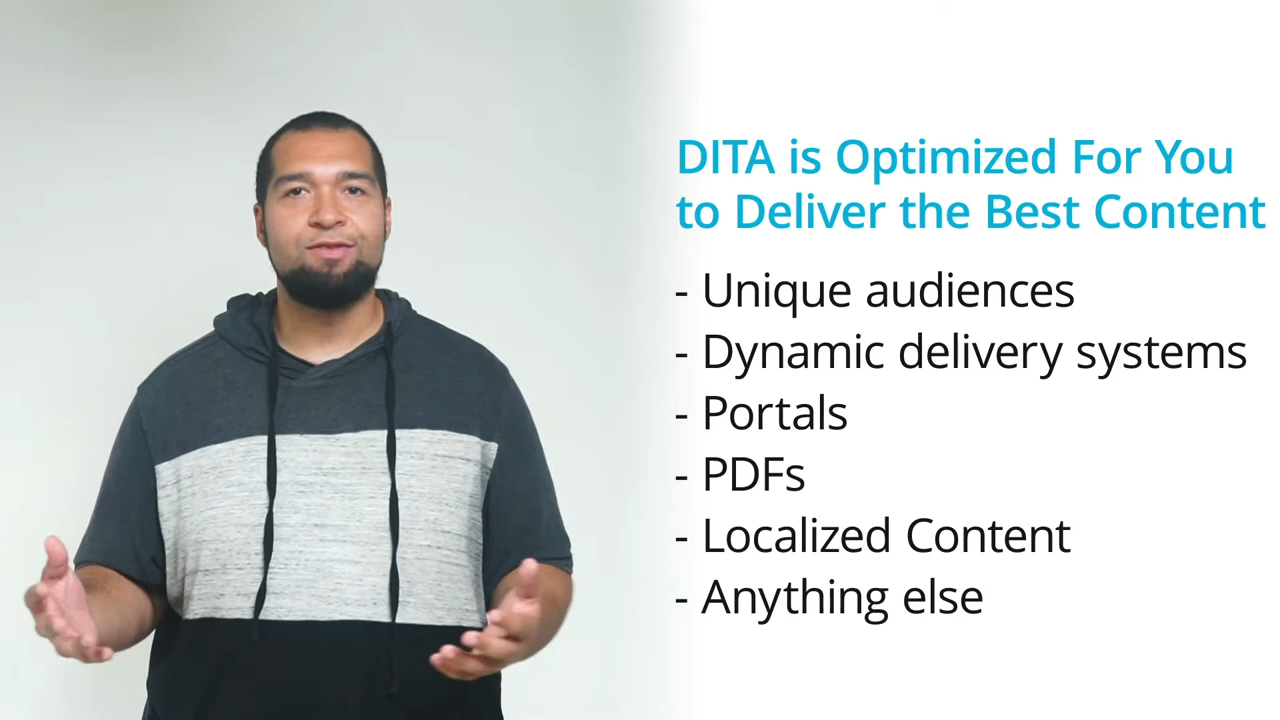 DITA is Optimized For You
to Deliver the Best Content
- Unique audiences
- Dynamic delivery systems
- Portals
- PDFs
- Localized Content
- Anything else